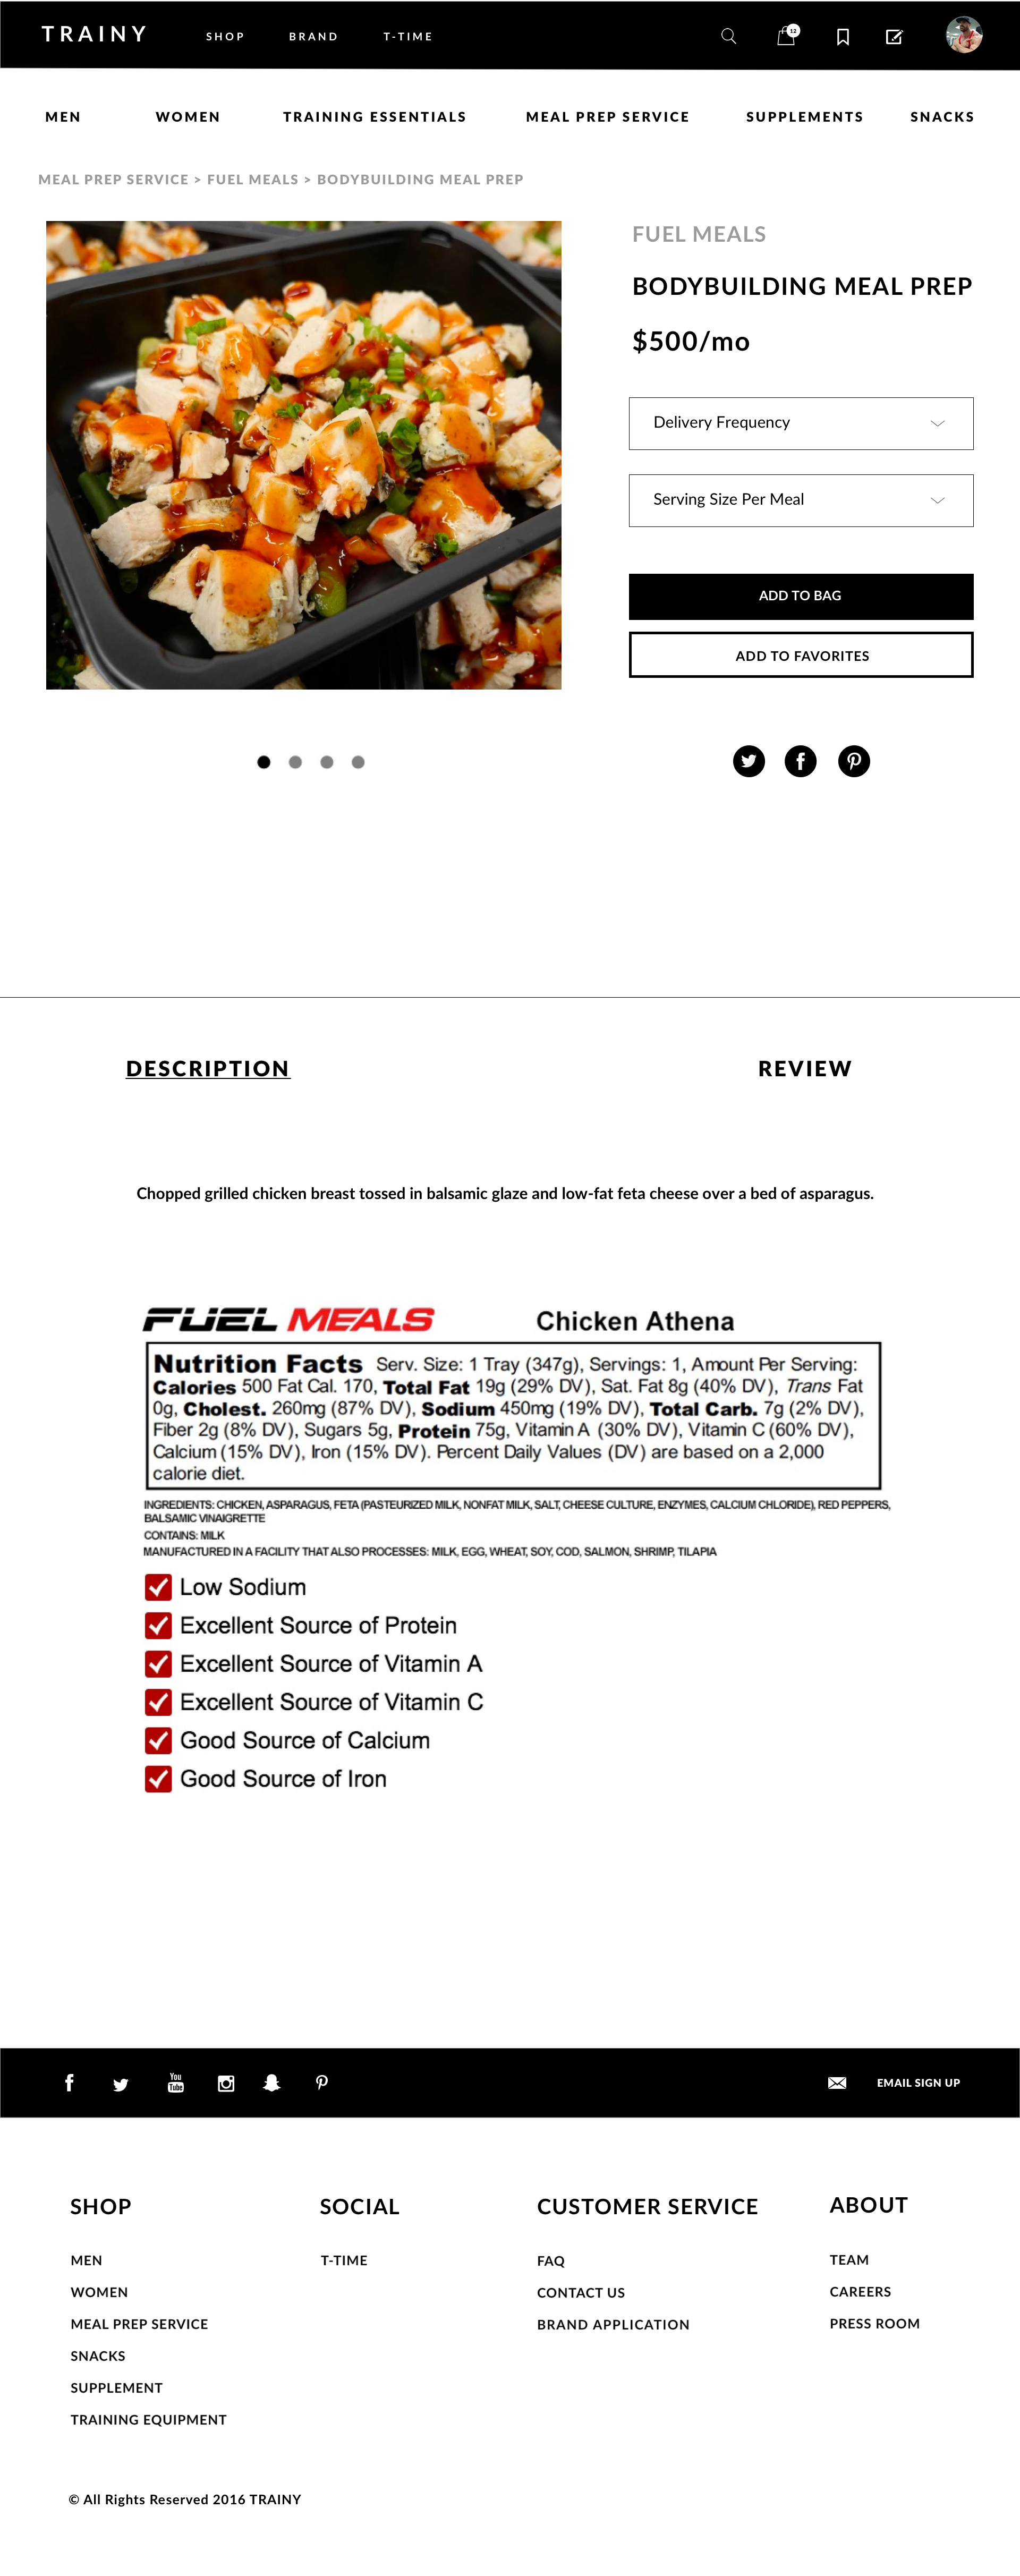 TRAINY
SHOP
BRAND
T-TIME
12
MEN
WOMEN
TRAINING ESSENTIALS
MEAL PREP SERVICE
SUPPLEMENTS
SNACKS
MEAL PREP SERVICE > FUEL MEALS > BODYBUILDING MEAL PREP
FUEL MEALS
BODYBUILDING MEAL PREP
$500/mo
Delivery Frequency
Serving Size Per Meal
ADD TO BAG
ADD TO FAVORITES
DESCRIPTION
REVIEW
Chopped grilled chicken breast tossed in balsamic glaze and low-fat feta cheese over a bed of asparagus.
FUEL MEALS
Chicken Athena
Nutrition Facts Serv. Size: 1 Tray (347g), Servings: 1, Amount Per Serving:
Calories 500 Fat Cal. 170, Total Fat 19g (29% DV), Sat. Fat 8g (40% DV), Trans Fat
0g, Cholest. 260mg (87% DV), Sodium 450mg (19% DV), Total Carb. 7g (2% DV),
Fiber 2g (8% DV), Sugars 5g, Protein 75g, Vitamin A (30% DV), Vitamin C (60% DV),
Calcium (15% DV), Iron (15% DV). Percent Daily Values (DV) are based on a 2,000
calorie diet.
INGREDIENTS: CHICKEN, ASPARAGUS, FETA (PASTEURIZED MILK, NONFAT MILK, SALT, CHEESE CULTURE, ENZYMES, CALCIUM CHLORIDE), RED PEPPERS,
BALSAMIC VINAIGRETTE
CONTAINS: MILK
MANUFACTURED IN A FACILITY THAT ALSO PROCESSES: MILK, EGG, WHEAT, SOY, COD, SALMON, SHRIMP, TILAPIA
Low Sodium
Excellent Source of Protein
Excellent Source of Vitamin A
Excellent Source of Vitamin C
Good Source of Calcium
Good Source of Iron
You
Tube
EMAIL SIGN UP
SHOP
MEN
WOMEN
MEAL PREP SERVICE
SNACKS
SUPPLEMENT
TRAINING EQUIPMENT
SOCIAL
T-TIME
CUSTOMER SERVICE
FAQ
CONTACT US
BRAND APPLICATION
ABOUT
TEAM
CAREERS
PRESS ROOM
© All Rights Reserved 2016 TRAINY